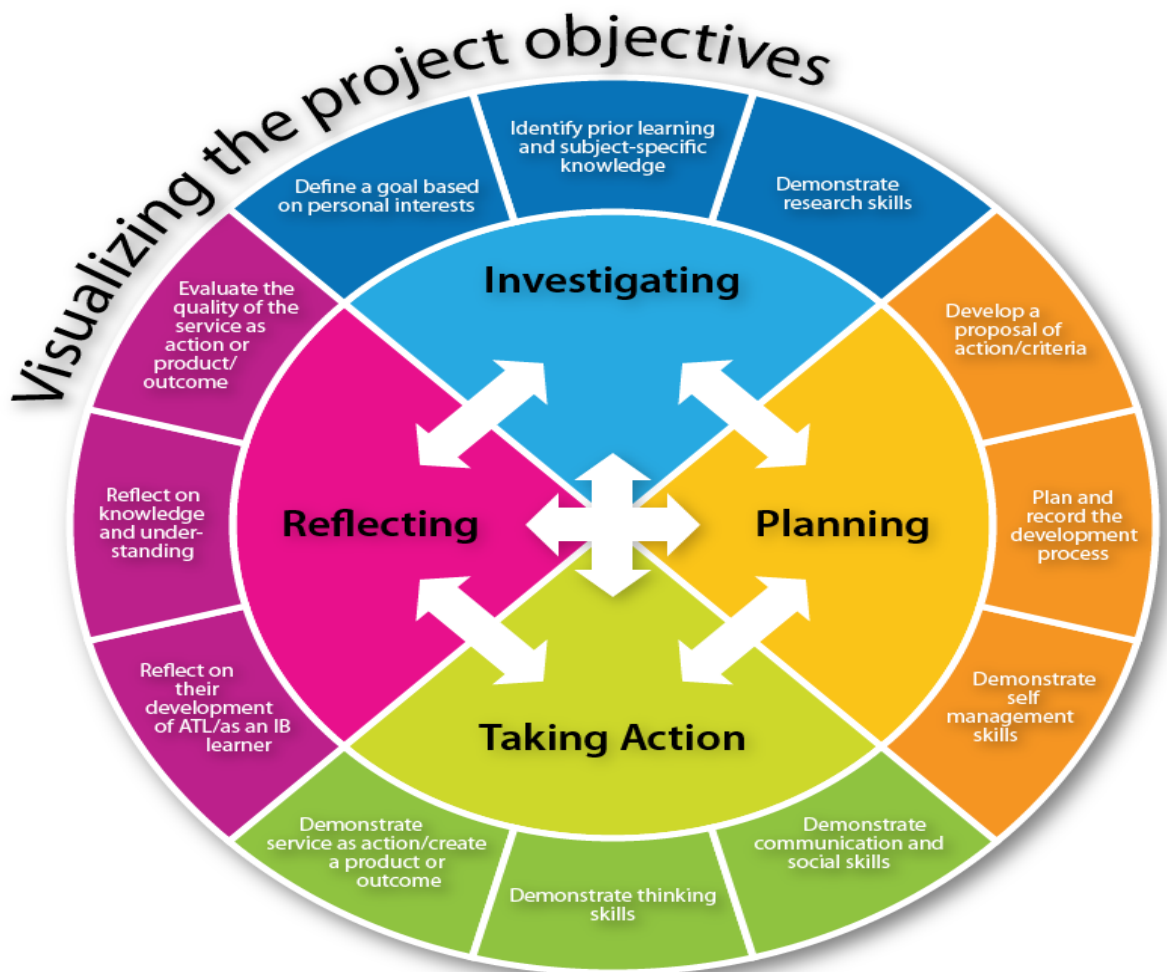 Visualizing the project objectives
Define a goal based
on personal interests
Identify prior learning
and subject-specific
knowledge
Demonstrate
research skills
Develop a
proposal of
action/criteria
Plan and
record the
development
process
Demonstrate
self
management
skills
Demonstrate
communication and
social skills
Demonstrate thinking
skills
Demonstrate
service as action/create
a product or
outcome
Reflect on
their
development
of ATL/as an IB
learner
Reflect on
knowledge
and under-
standing
Evaluate the
quality of the
service as
action or
product/
outcome
Investigating
Planning
Taking Action
Reflecting